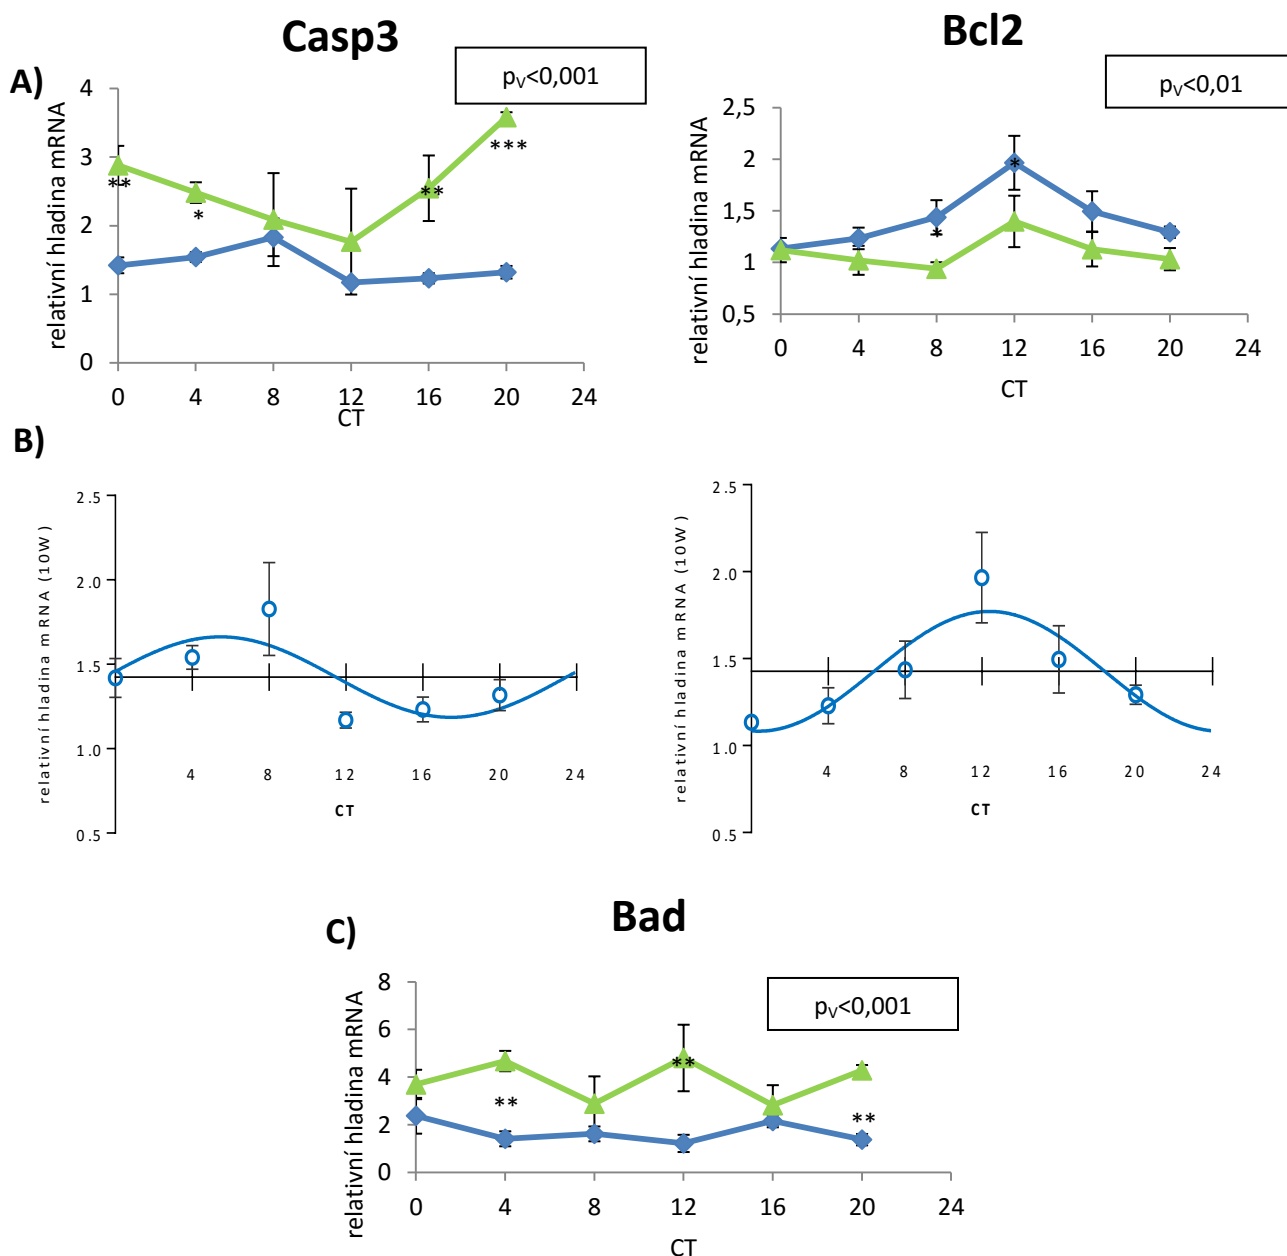 Casp3
Bcl2
A)
pV<0,001
pV<0,01
relativní hladina mRNA
4
3
2
1
0
0 4 8 12 16 20 24
CT
** * ** ***
relativní hladina mRNA
2,5
2
1,5
1
0,5
0 4 8 12 16 20 24
CT
* *
B)
relativní hladina mRNA (10W)
2.5
2.0
1.5
1.0
0.5
4 8 12 16 20 24
CT
relativní hladina mRNA (10W)
2.5
2.0
1.5
1.0
0.5
4 8 12 16 20 24
CT
C)
Bad
pV<0,001
relativní hladina mRNA
8
6
4
2
0
** ** **
0 4 8 12 16 20 24
CT